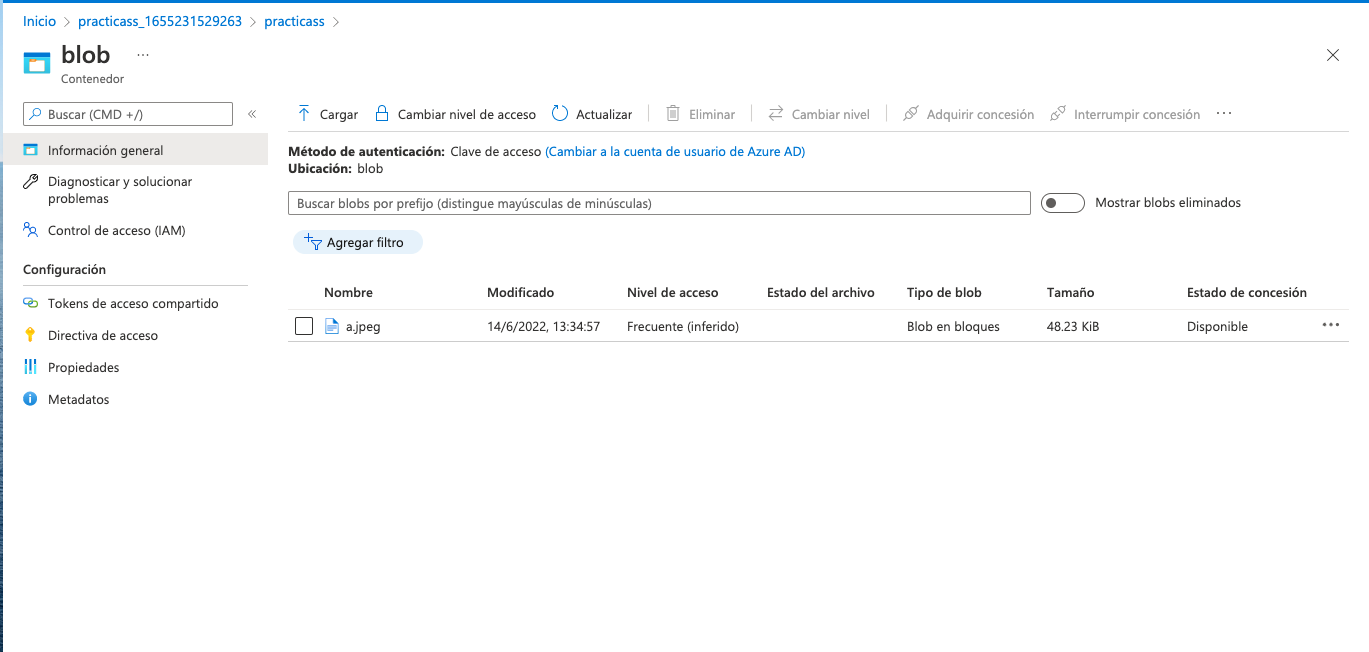 Inicio > practicass_1655231529263 > practicass >
blob ...
Contenedor
Buscar (CMD +/) «
Información general
Diagnosticar y solucionar
problemas
Control de acceso (IAM)
Configuración
Tokens de acceso compartido
Directiva de acceso
Propiedades
Metadatos
Cargar Cambiar nivel de acceso Actualizar Eliminar Cambiar nivel Adquirir concesión Interrumpir concesión ...
Método de autenticación: Clave de acceso (Cambiar a la cuenta de usuario de Azure AD)
Ubicación: blob
Buscar blobs por prefijo (distingue mayúsculas de minúsculas) Mostrar blobs eliminados
Agregar filtro
Nombre Modificado Nivel de acceso Estado del archivo Tipo de blob Tamaño Estado de concesión
a.jpeg 14/6/2022, 13:34:57 Frecuente (inferido) Blob en bloques 48.23 KiB Disponible ...